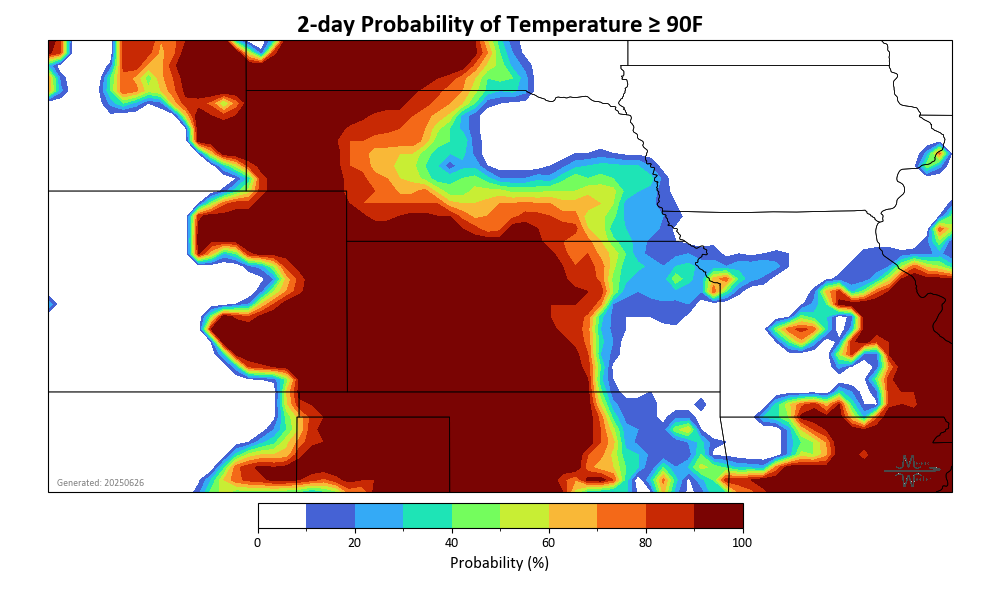 2-day Probability of Temperature ≥ 90F
Generated: 20250626
0 20 40 60 80 100
Probability (%)